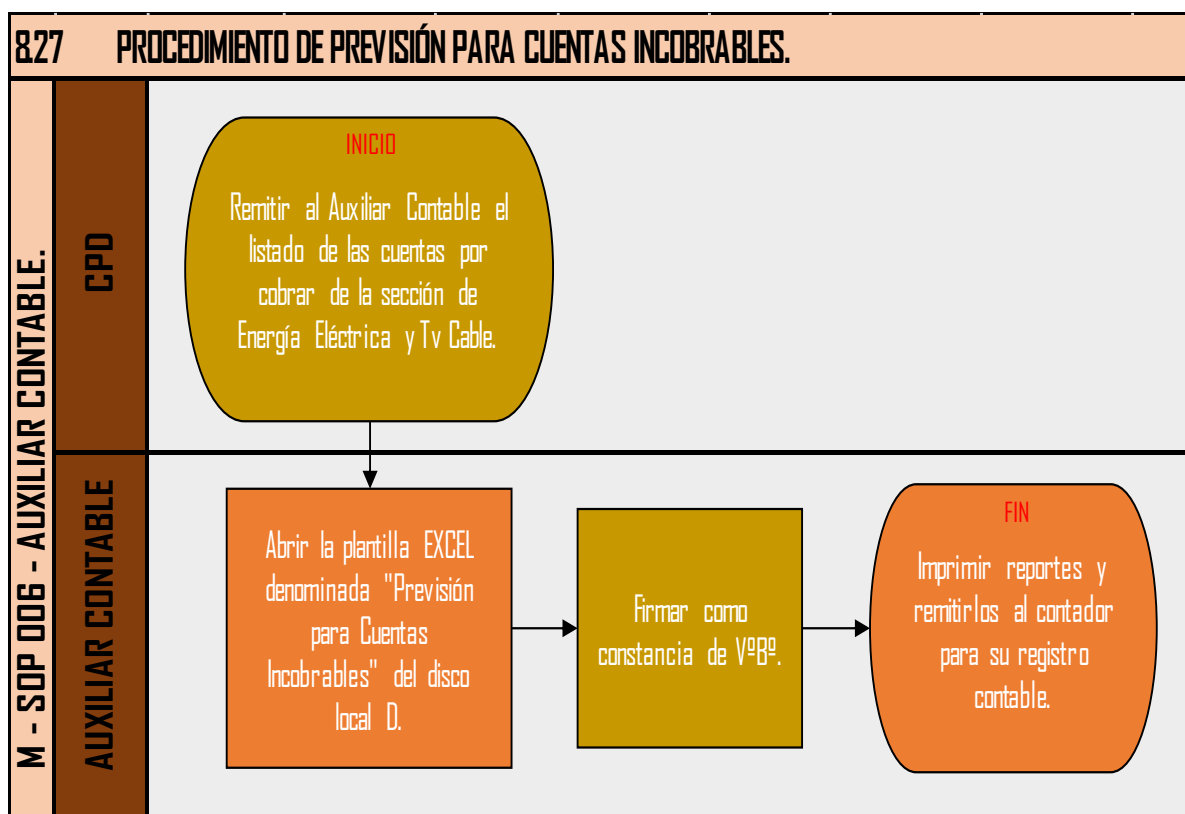 8.27 PROCEDIMIENTO DE PREVISIÓN PARA CUENTAS INCOBRABLES.
M - SOP 006 - AUXILIAR CONTABLE.
CPD
INICIO
Remitir al Auxiliar Contable el
listado de las cuentas por
cobrar de la sección de
Energía Eléctrica y Tv Cable.
AUXILIAR CONTABLE
Abrir la plantilla EXCEL
denominada "Previsión
para Cuentas
Incobrables" del disco
local D.
Firmar como
constancia de VºBº.
FIN
Imprimir reportes y
remitirlos al contador
para su registro
contable.